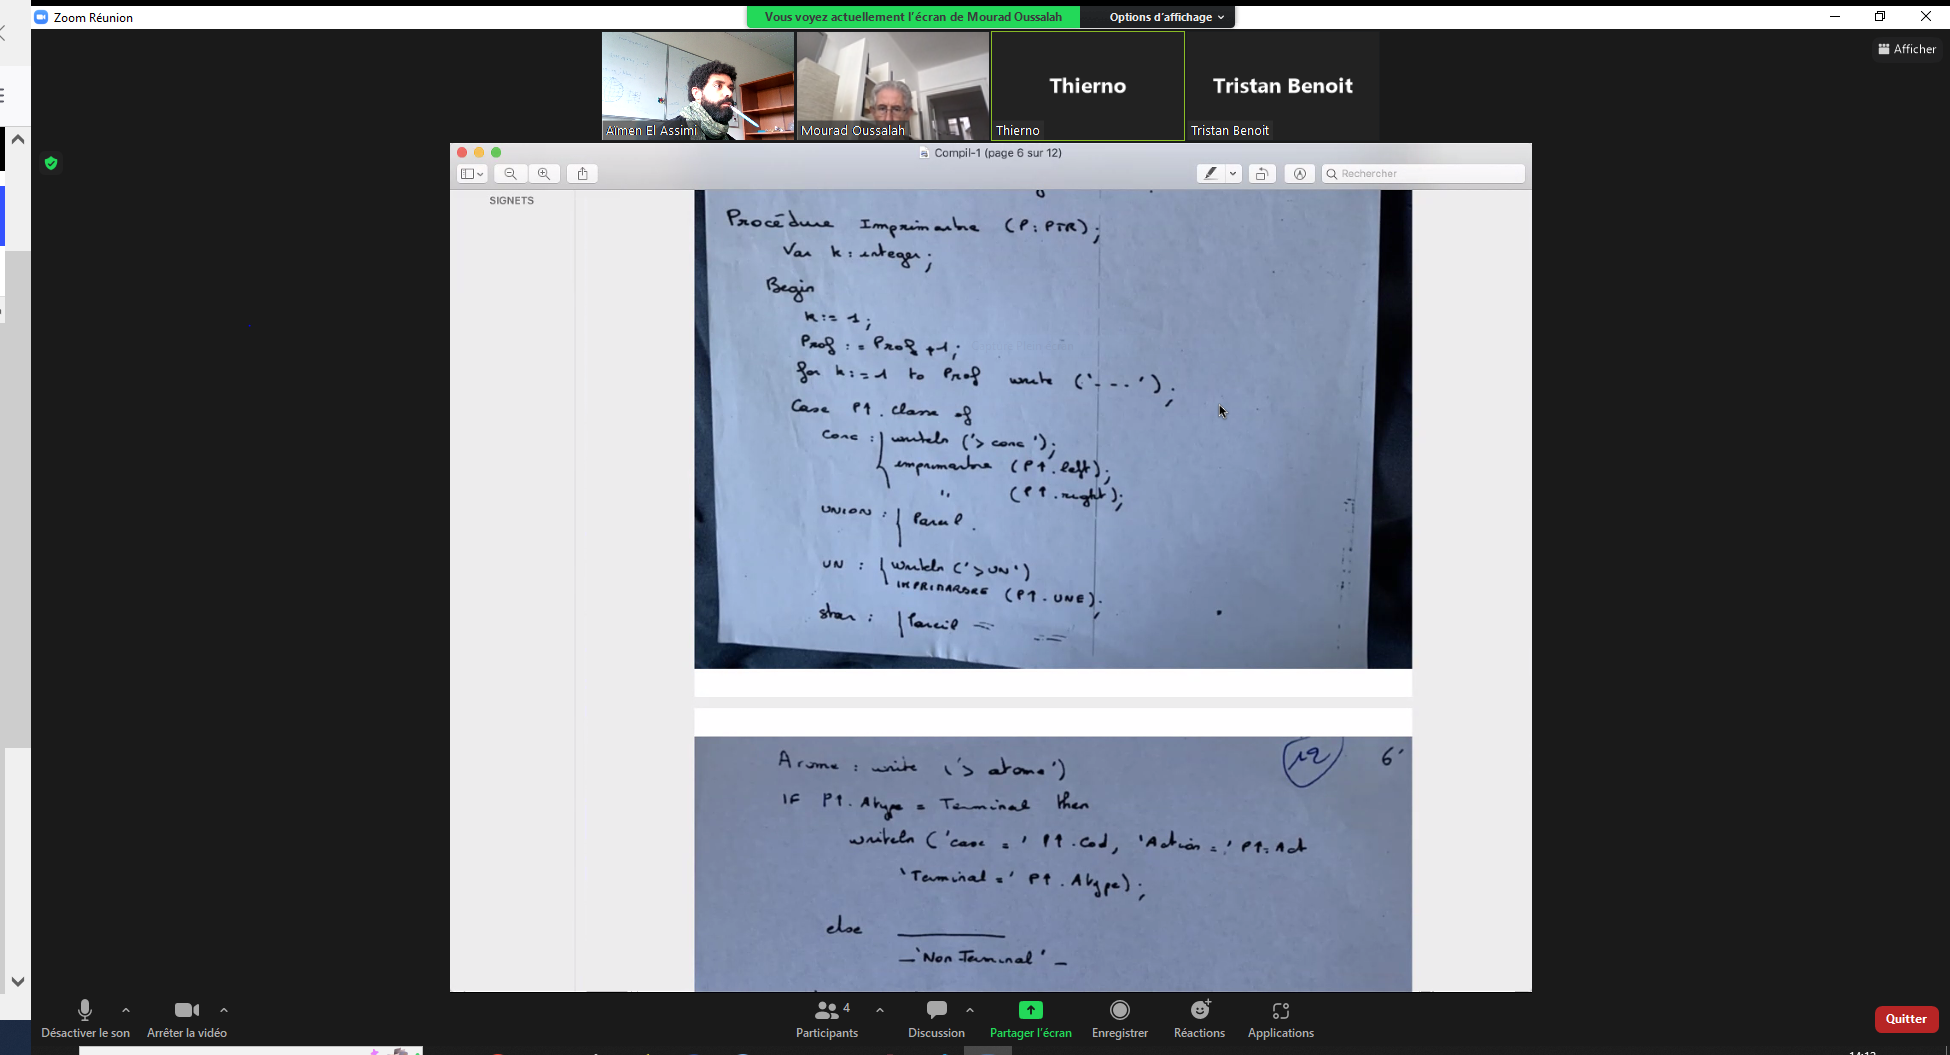 Zoom Réunion
Vous voyez actuellement l'écran de Mourad Oussalah
Options d'affichage
Afficher
Thierno
Tristan Benoit
Aimen El Assimi
Mourad Oussalah
Thierno
Tristan Benoit
Compil-1 (page 6 sur 12)
Rechercher
SIGNETS
Procédure Imprimarbre (P: PTR);
Var k: integer;
Begin
k:= 1;
Prof := Prof +1;
for k:=1 to Prof write ('---');
Case P↑. classe of
conc : writeln ('> conc');
imprimarbre (P↑. left);
" (P↑. right);
UNION : Pareil.
UN : writeln ('> UN')
IMPRIMARBRE (P↑. UNE);
star : Pareil = =
12 6'
Atome : write ('> atome')
IF P↑. Atype = Terminal then
writeln ('case = ' P↑. Cod, 'Action = ' P↑. Act
'Terminal =' P↑. Atype);
else
— 'Non Terminal' —
Désactiver le son
Arrêter la vidéo
Participants
4
Discussion
Partager l'écran
Enregistrer
Réactions
Applications
Quitter